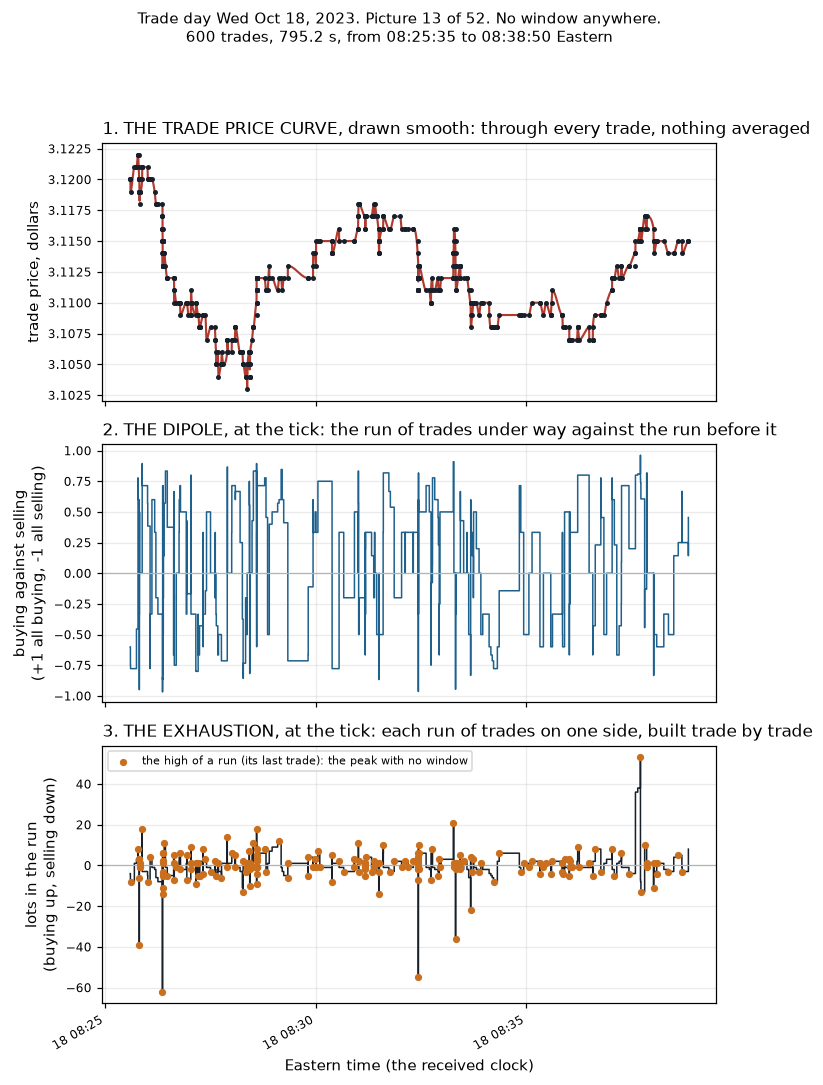 Trade day Wed Oct 18, 2023. Picture 13 of 52. No window anywhere.
600 trades, 795.2 s, from 08:25:35 to 08:38:50 Eastern
1. THE TRADE PRICE CURVE, drawn smooth: through every trade, nothing averaged
3.1225
3.1200
3.1175
3.1150
3.1125
3.1100
3.1075
3.1050
3.1025
trade price, dollars
2. THE DIPOLE, at the tick: the run of trades under way against the run before it
1.00
0.75
0.50
0.25
0.00
−0.25
−0.50
−0.75
−1.00
buying against selling
(+1 all buying, -1 all selling)
3. THE EXHAUSTION, at the tick: each run of trades on one side, built trade by trade
the high of a run (its last trade): the peak with no window
40
20
0
−20
−40
−60
lots in the run
(buying up, selling down)
18 08:25
18 08:30
18 08:35
Eastern time (the received clock)